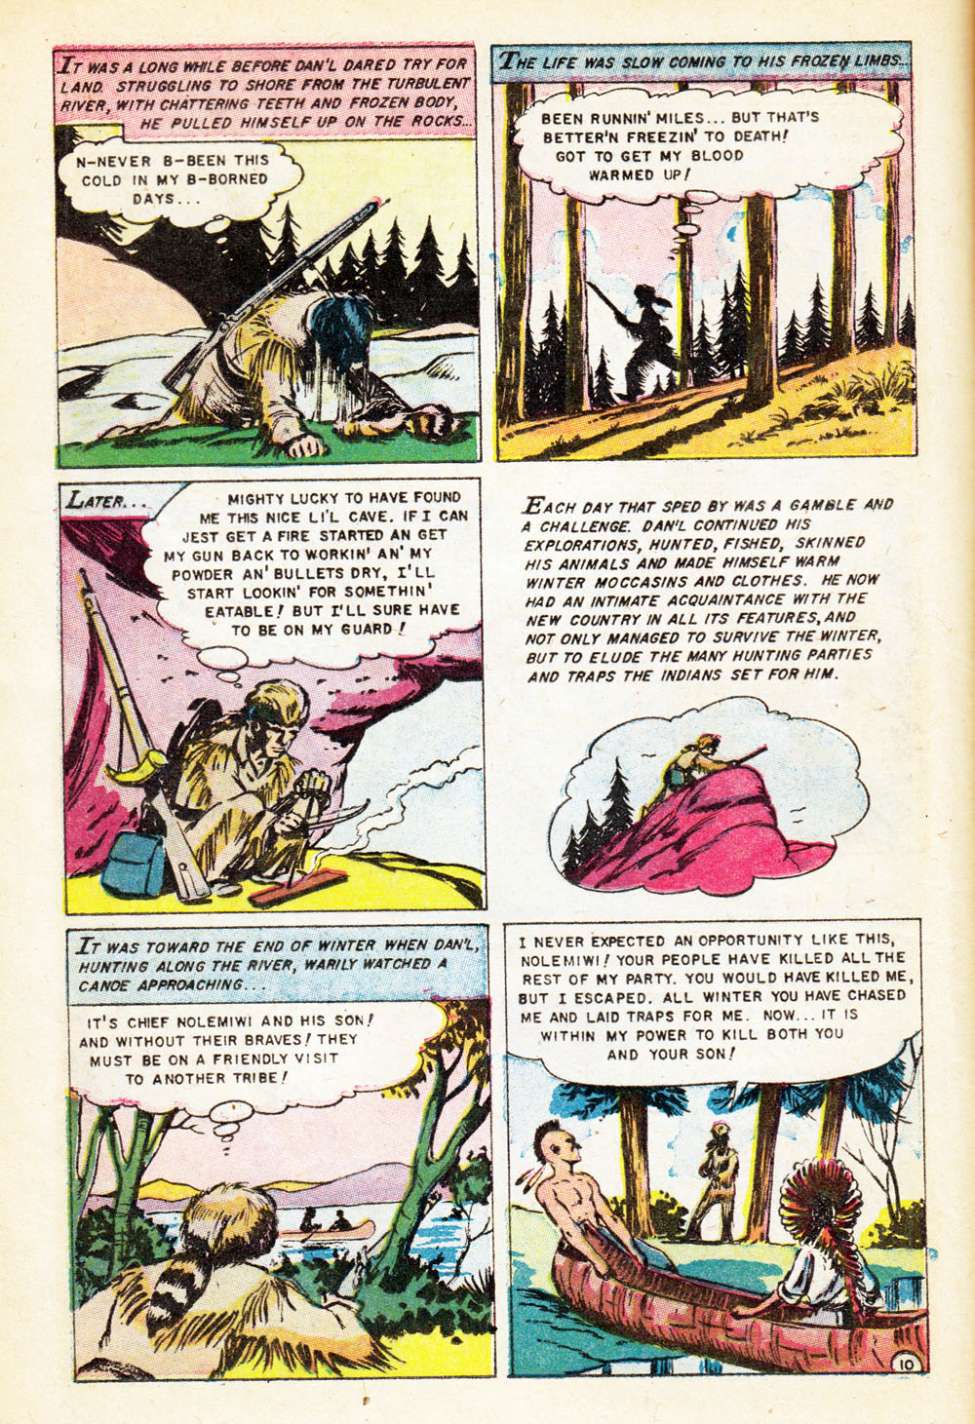 IT WAS A LONG WHILE BEFORE DAN'L DARED TRY FOR
LAND. STRUGGLING TO SHORE FROM THE TURBULENT
RIVER, WITH CHATTERING TEETH AND FROZEN BODY,
HE PULLED HIMSELF UP ON THE ROCKS...
N-NEVER B-BEEN THIS
COLD IN MY B-BORNED
DAYS...
THE LIFE WAS SLOW COMING TO HIS FROZEN LIMBS...
BEEN RUNNIN' MILES... BUT THAT'S
BETTER'N FREEZIN' TO DEATH!
GOT TO GET MY BLOOD
WARMED UP!
LATER...
MIGHTY LUCKY TO HAVE FOUND
ME THIS NICE LI'L CAVE. IF I CAN
JEST GET A FIRE STARTED AN GET
MY GUN BACK TO WORKIN' AN' MY
POWDER AN' BULLETS DRY, I'LL
START LOOKIN' FOR SOMETHIN'
EATABLE! BUT I'LL SURE HAVE
TO BE ON MY GUARD!
EACH DAY THAT SPED BY WAS A GAMBLE AND
A CHALLENGE. DAN'L CONTINUED HIS
EXPLORATIONS, HUNTED, FISHED, SKINNED
HIS ANIMALS AND MADE HIMSELF WARM
WINTER MOCCASINS AND CLOTHES. HE NOW
HAD AN INTIMATE ACQUAINTANCE WITH THE
NEW COUNTRY IN ALL ITS FEATURES, AND
NOT ONLY MANAGED TO SURVIVE THE WINTER,
BUT TO ELUDE THE MANY HUNTING PARTIES
AND TRAPS THE INDIANS SET FOR HIM.
IT WAS TOWARD THE END OF WINTER WHEN DAN'L,
HUNTING ALONG THE RIVER, WARILY WATCHED A
CANOE APPROACHING...
IT'S CHIEF NOLEMIWI AND HIS SON!
AND WITHOUT THEIR BRAVES! THEY
MUST BE ON A FRIENDLY VISIT
TO ANOTHER TRIBE!
I NEVER EXPECTED AN OPPORTUNITY LIKE THIS,
NOLEMIWI! YOUR PEOPLE HAVE KILLED ALL THE
REST OF MY PARTY. YOU WOULD HAVE KILLED ME,
BUT I ESCAPED. ALL WINTER YOU HAVE CHASED
ME AND LAID TRAPS FOR ME. NOW... IT IS
WITHIN MY POWER TO KILL BOTH YOU
AND YOUR SON!
10